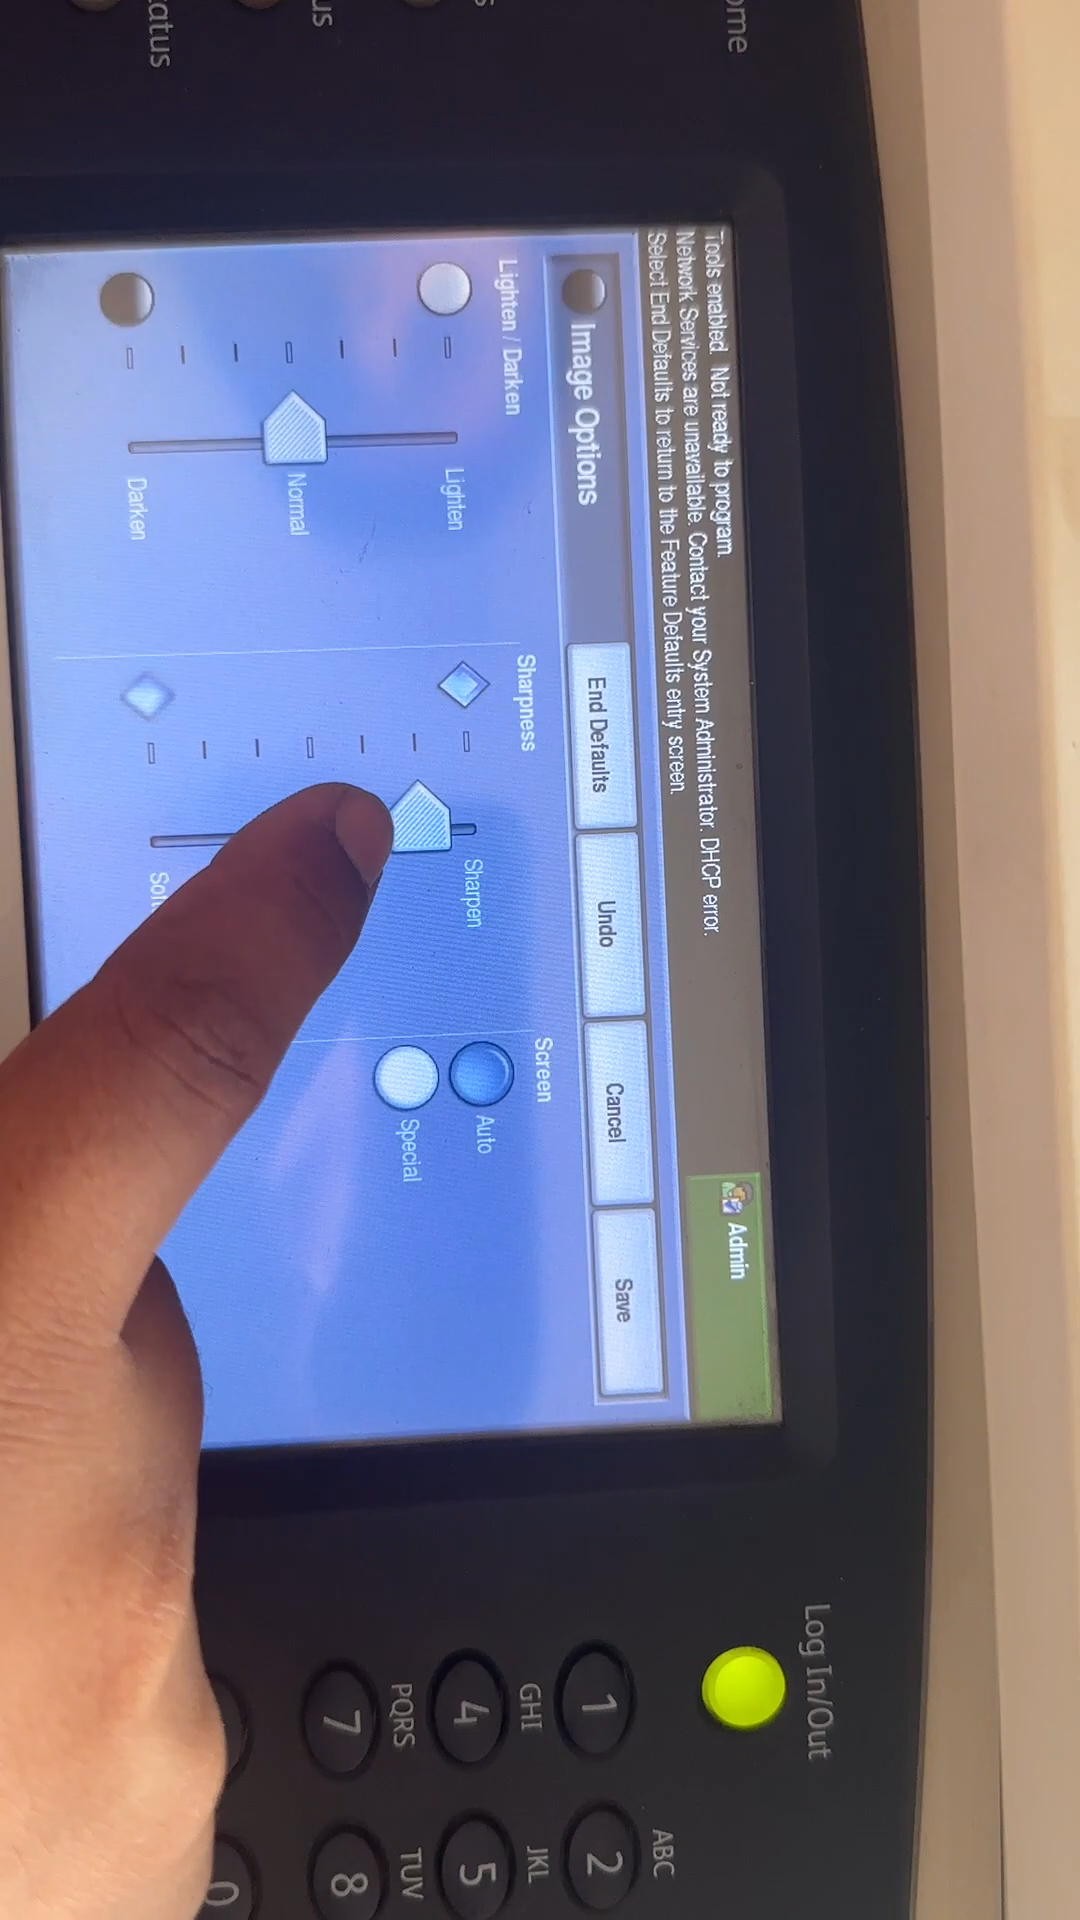 ome
s
us
atus
Tools enabled. Not ready to program.
Network Services are unavailable. Contact your System Administrator. DHCP error.
Select End Defaults to return to the Feature Defaults entry screen.
Admin
Image Options
End Defaults
Undo
Cancel
Save
Lighten / Darken
Lighten
Normal
Darken
Sharpness
Sharpen
Soft
Screen
Auto
Special
Log In/Out
ABC
1
2
GHI
JKL
4
5
PQRS
TUV
7
8
0